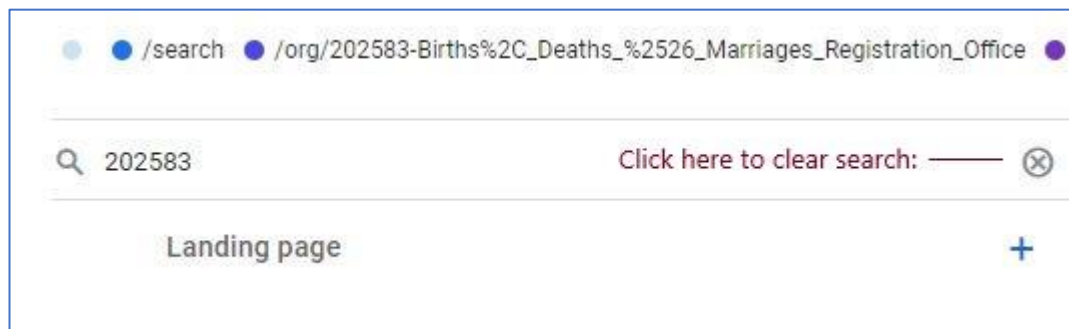 /search /org/202583-Births%2C_Deaths_%2526_Marriages_Registration_Office
202583 Click here to clear search:
Landing page +